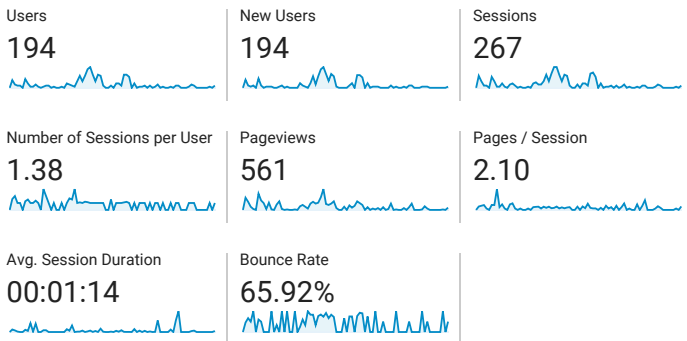 Users
194
New Users
194
Sessions
267
Number of Sessions per User
1.38
Pageviews
561
Pages / Session
2.10
Avg. Session Duration
00:01:14
Bounce Rate
65.92%